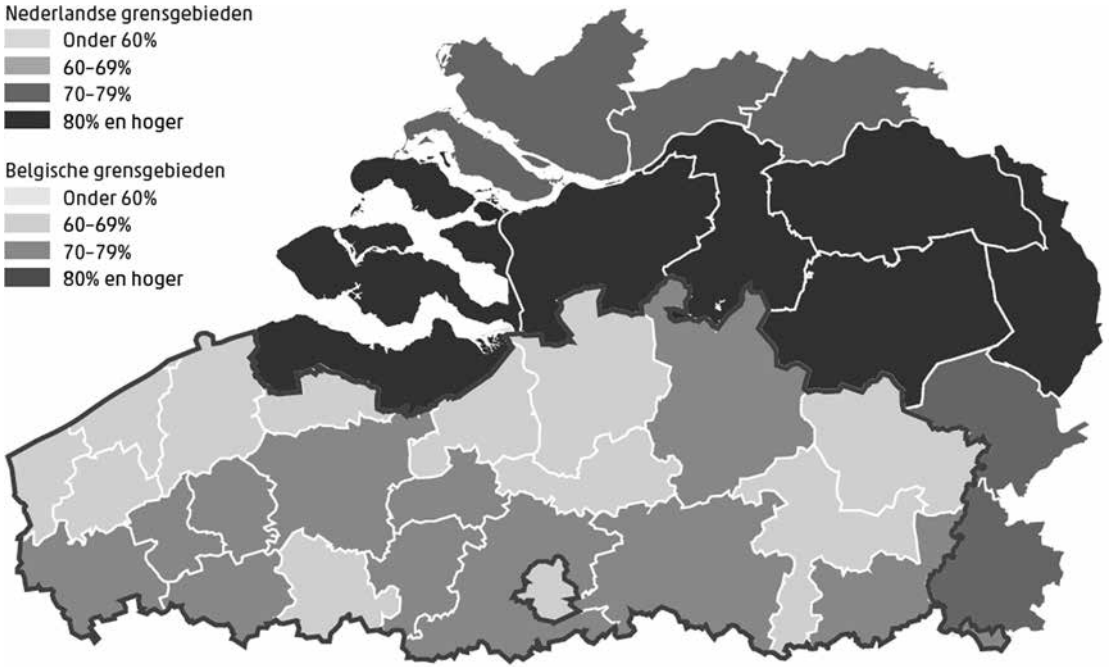 Nederlandse grensgebieden
Onder 60%
60-69%
70-79%
80% en hoger
Belgische grensgebieden
Onder 60%
60-69%
70-79%
80% en hoger